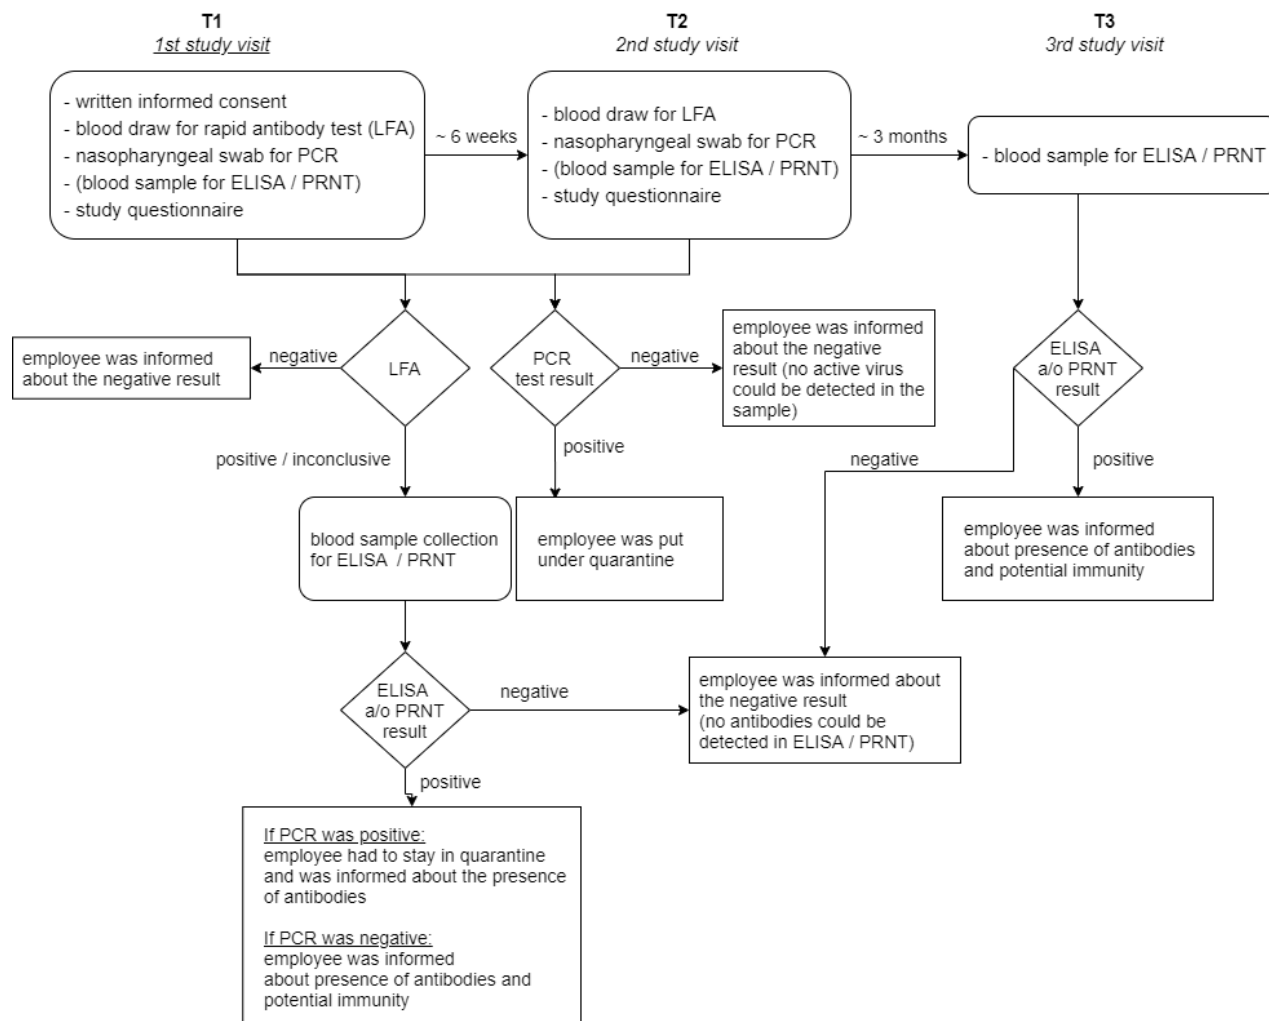 T1
1st study visit
T2
2nd study visit
T3
3rd study visit
- written informed consent
- blood draw for rapid antibody test (LFA)
- nasopharyngeal swab for PCR
- (blood sample for ELISA / PRNT)
- study questionnaire
~ 6 weeks
- blood draw for LFA
- nasopharyngeal swab for PCR
- (blood sample for ELISA / PRNT)
- study questionnaire
~ 3 months
- blood sample for ELISA / PRNT
employee was informed
about the negative result
negative
LFA
PCR
test result
negative
employee was informed
about the negative
result (no active virus
could be detected in the
sample)
ELISA
a/o PRNT
result
positive / inconclusive
positive
negative
positive
blood sample collection
for ELISA / PRNT
employee was put
under quarantine
employee was informed
about presence of antibodies
and potential immunity
ELISA
a/o PRNT
result
negative
employee was informed about
the negative result
(no antibodies could be
detected in ELISA / PRNT)
positive
If PCR was positive:
employee had to stay in quarantine
and was informed about the presence
of antibodies
If PCR was negative:
employee was informed
about presence of antibodies and
potential immunity